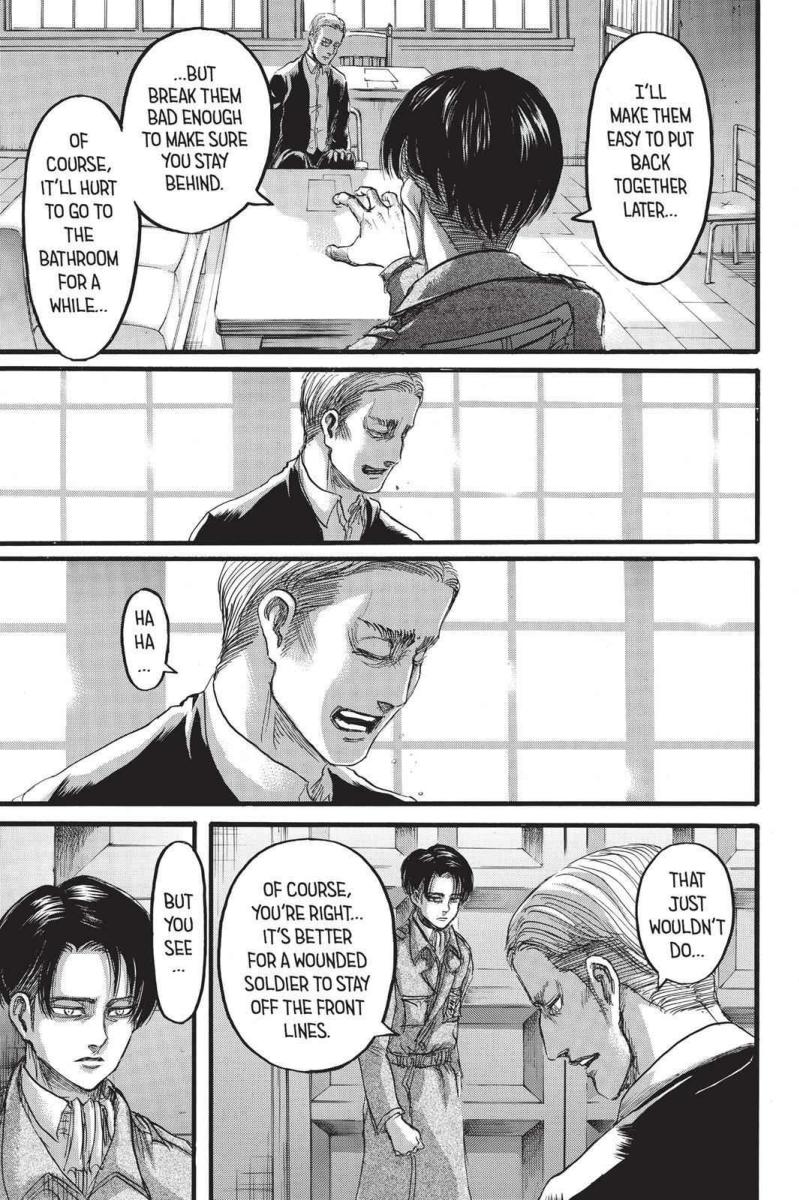 I'LL
MAKE THEM
EASY TO PUT
BACK
TOGETHER
LATER...
...BUT
BREAK THEM
BAD ENOUGH
TO MAKE SURE
YOU STAY
BEHIND.
OF
COURSE,
IT'LL HURT
TO GO TO
THE
BATHROOM
FOR A
WHILE...
HA
HA
...
THAT
JUST
WOULDN'T
DO...
OF COURSE,
YOU'RE RIGHT...
IT'S BETTER
FOR A WOUNDED
SOLDIER TO STAY
OFF THE FRONT
LINES.
BUT
YOU
SEE
...